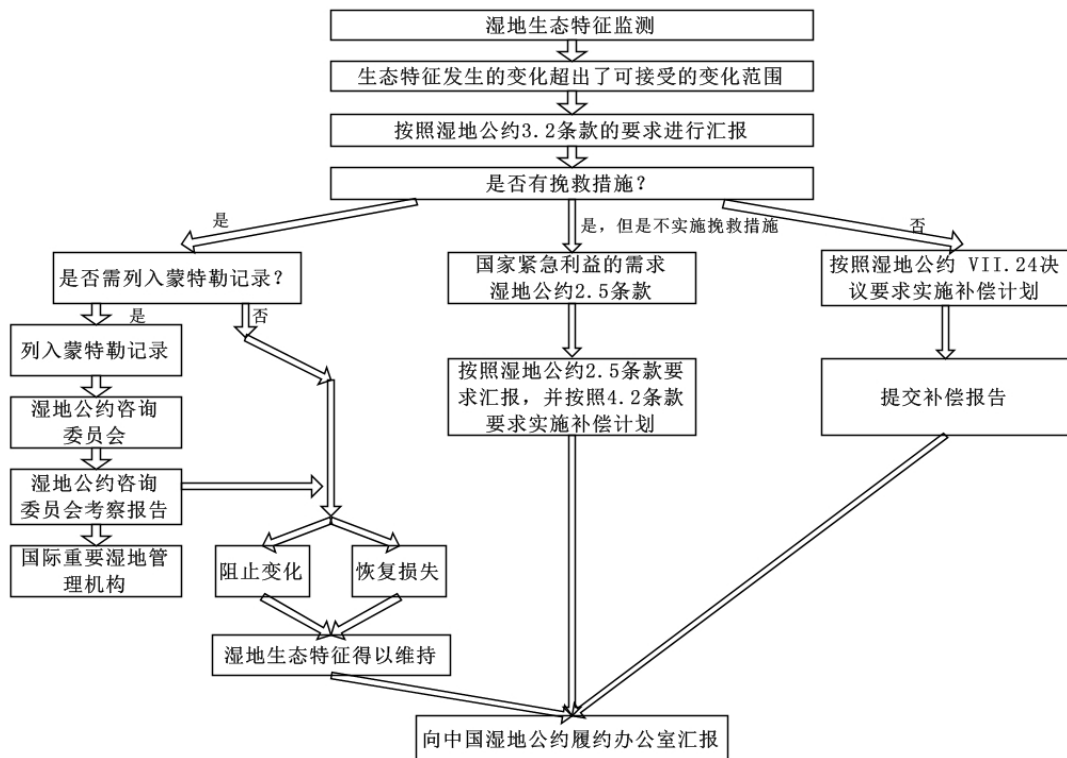 湿地生态特征监测
生态特征发生的变化超出了可接受的变化范围
按照湿地公约3.2条款的要求进行汇报
是否有挽救措施？
是
是，但是不实施挽救措施
否
是否需列入蒙特勒记录？
国家紧急利益的需求
湿地公约2.5条款
按照湿地公约 VII.24决
议要求实施补偿计划
是
否
列入蒙特勒记录
按照湿地公约2.5条款要
求汇报，并按照4.2条款
要求实施补偿计划
提交补偿报告
湿地公约咨询
委员会
湿地公约咨询
委员会考察报告
国际重要湿地管
理机构
阻止变化
恢复损失
湿地生态特征得以维持
向中国湿地公约履约办公室汇报